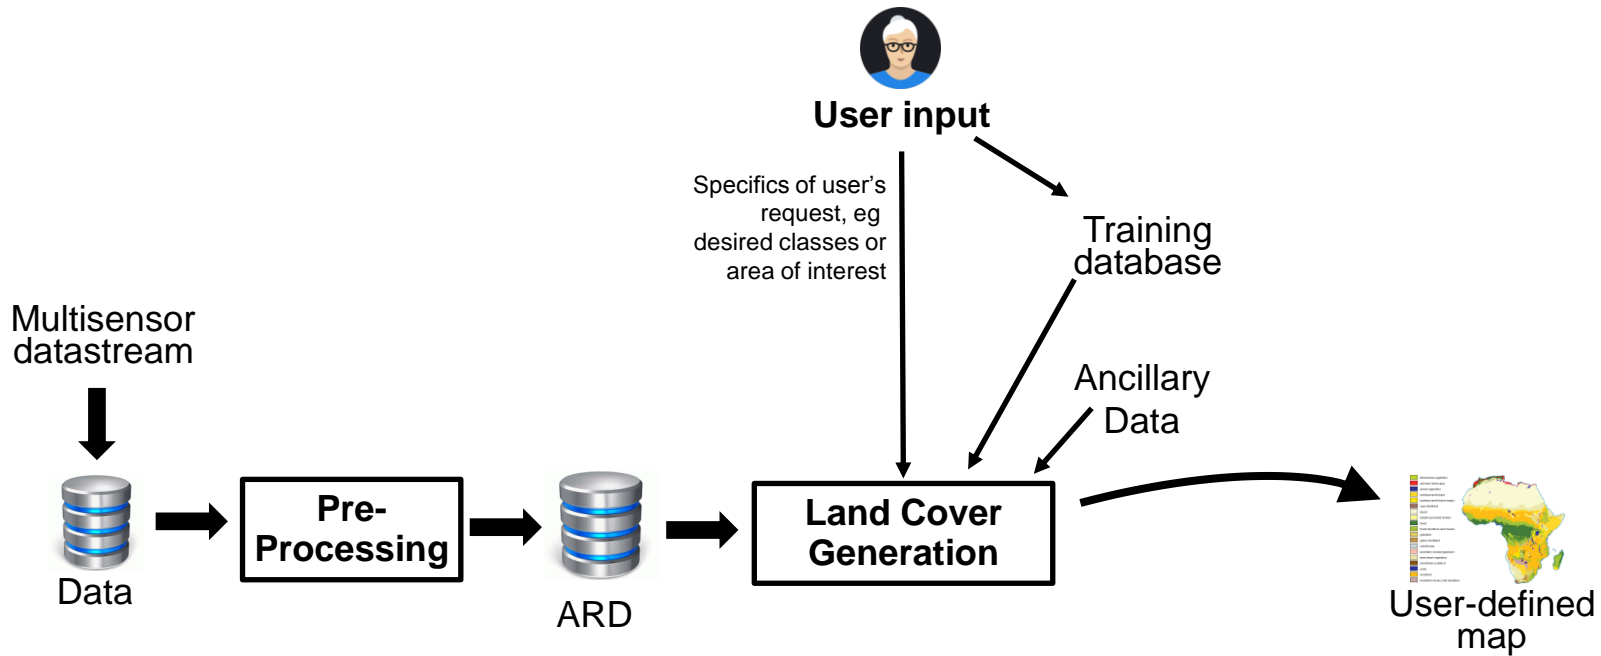 User input
Specifics of user's
request, eg
desired classes or
area of interest
Training
database
Multisensor
datastream
Ancillary
Data
Pre-
Processing
Land Cover
Generation
Data
ARD
User-defined
map